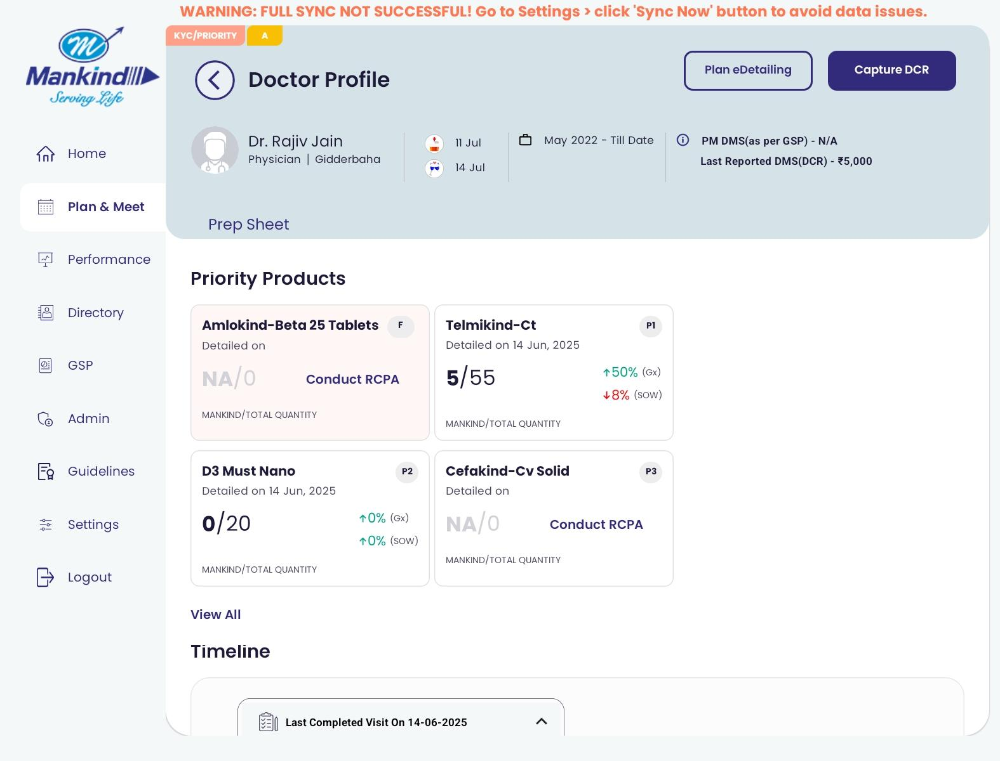 WARNING: FULL SYNC NOT SUCCESSFUL! Go to Settings > click 'Sync Now' button to avoid data issues.
Mankind
Serving Life
Home
Plan & Meet
Performance
Directory
GSP
Admin
Guidelines
Settings
Logout
KYC/PRIORITY
A
Doctor Profile
Plan eDetailing
Capture DCR
Dr. Rajiv Jain
Physician | Gidderbaha
11 Jul
14 Jul
May 2022 - Till Date
PM DMS(as per GSP) - N/A
Last Reported DMS(DCR) - ₹5,000
Prep Sheet
Priority Products
Amlokind-Beta 25 Tablets
F
Detailed on
NA/0
Conduct RCPA
MANKIND/TOTAL QUANTITY
Telmikind-Ct
P1
Detailed on 14 Jun, 2025
5/55
↑50% (Gx)
↓8% (SOW)
MANKIND/TOTAL QUANTITY
D3 Must Nano
P2
Detailed on 14 Jun, 2025
0/20
↑0% (Gx)
↑0% (SOW)
MANKIND/TOTAL QUANTITY
Cefakind-Cv Solid
P3
Detailed on
NA/0
Conduct RCPA
MANKIND/TOTAL QUANTITY
View All
Timeline
Last Completed Visit On 14-06-2025